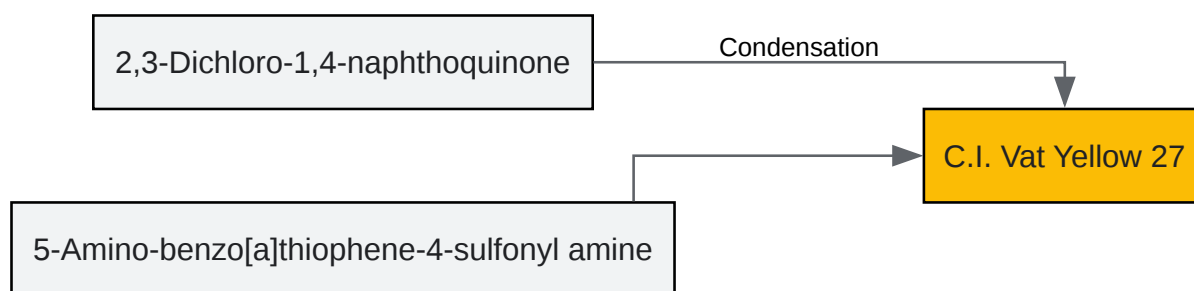 Condensation
2,3-Dichloro-1,4-naphthoquinone
C.I. Vat Yellow 27
5-Amino-benzo[a]thiophene-4-sulfonyl amine